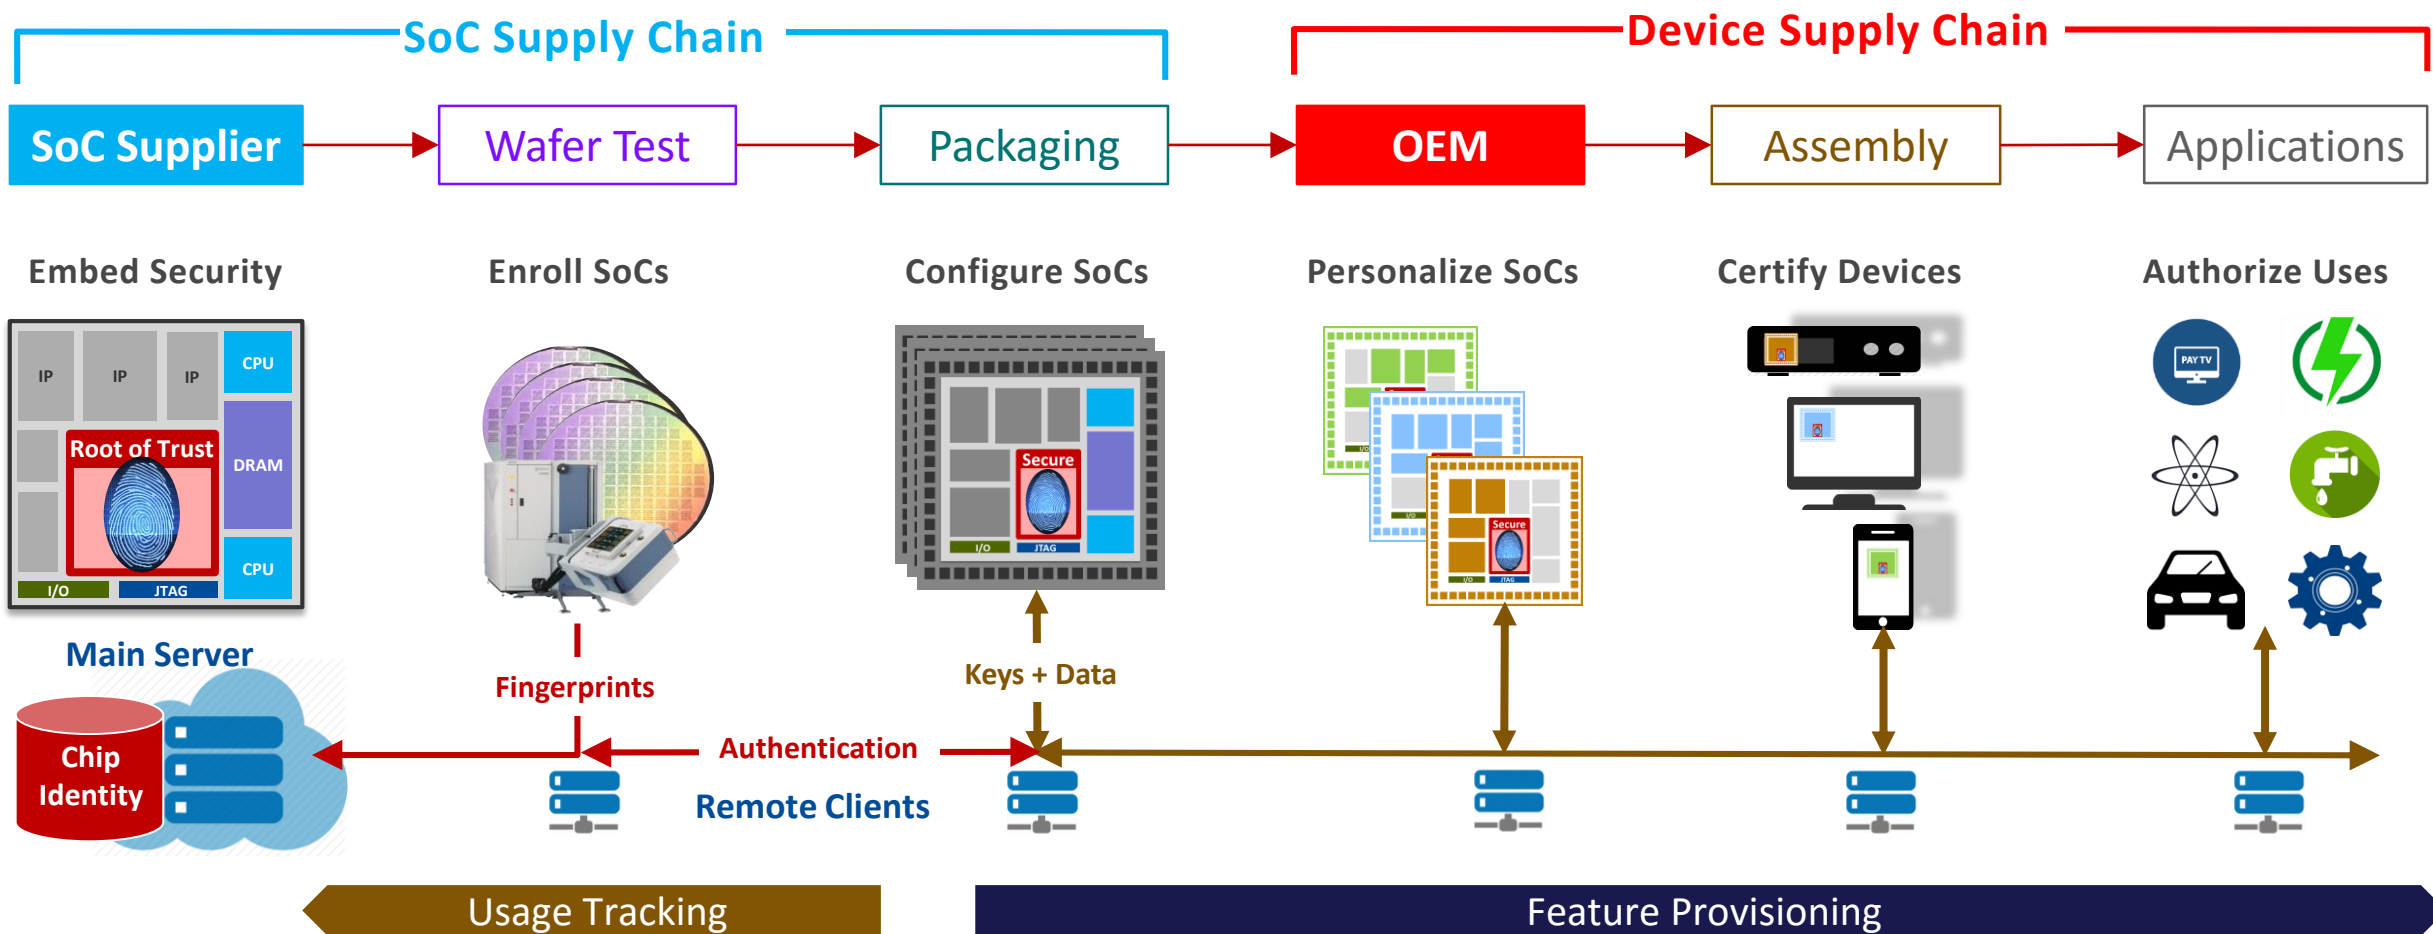 SoC Supply Chain
Device Supply Chain
SoC Supplier
Wafer Test
Packaging
OEM
Assembly
Applications
Embed Security
Enroll SoCs
Configure SoCs
Personalize SoCs
Certify Devices
Authorize Uses
IP
IP
IP
CPU
Root of Trust
DRAM
CPU
I/O
JTAG
Secure
I/O
JTAG
I/O
I/O
Secure
I/O
JTAG
PAY TV
Main Server
Chip
Identity
Fingerprints
Keys + Data
Authentication
Remote Clients
Usage Tracking
Feature Provisioning